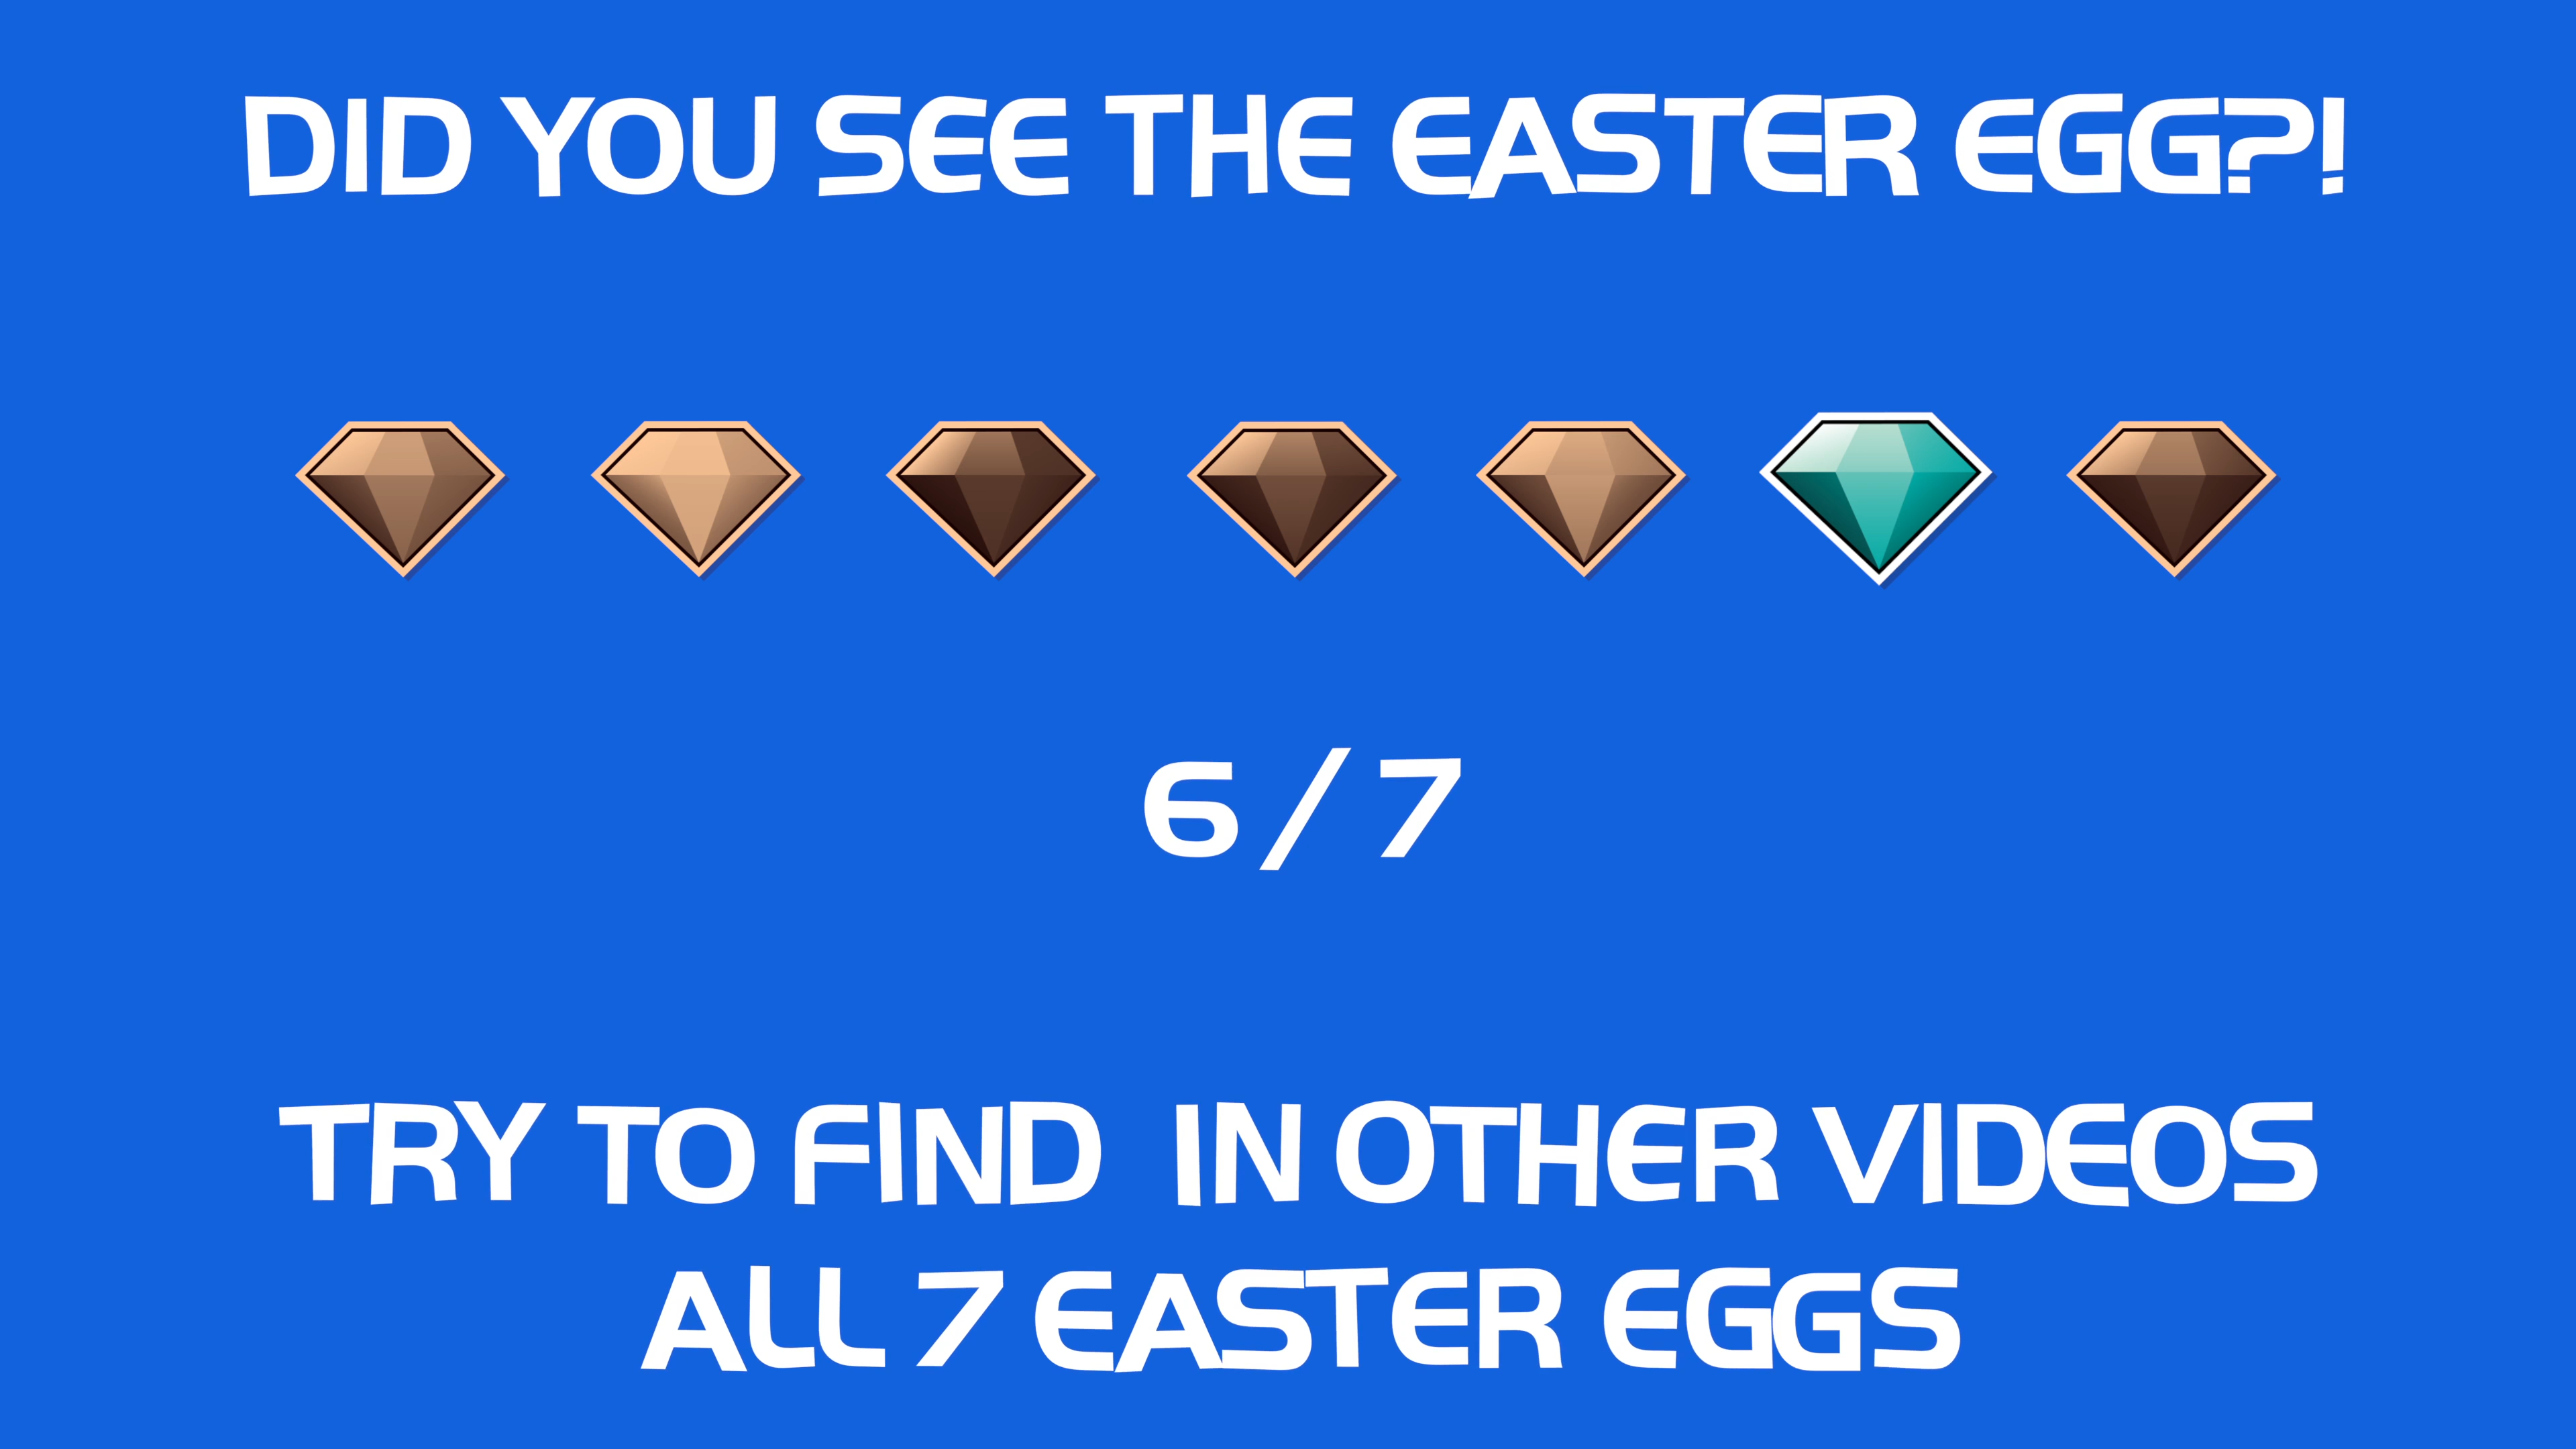 DID YOU SEE THE EASTER EGG?!
6/7
TRY TO FIND IN OTHER VIDEOS
ALL 7 EASTER EGGS